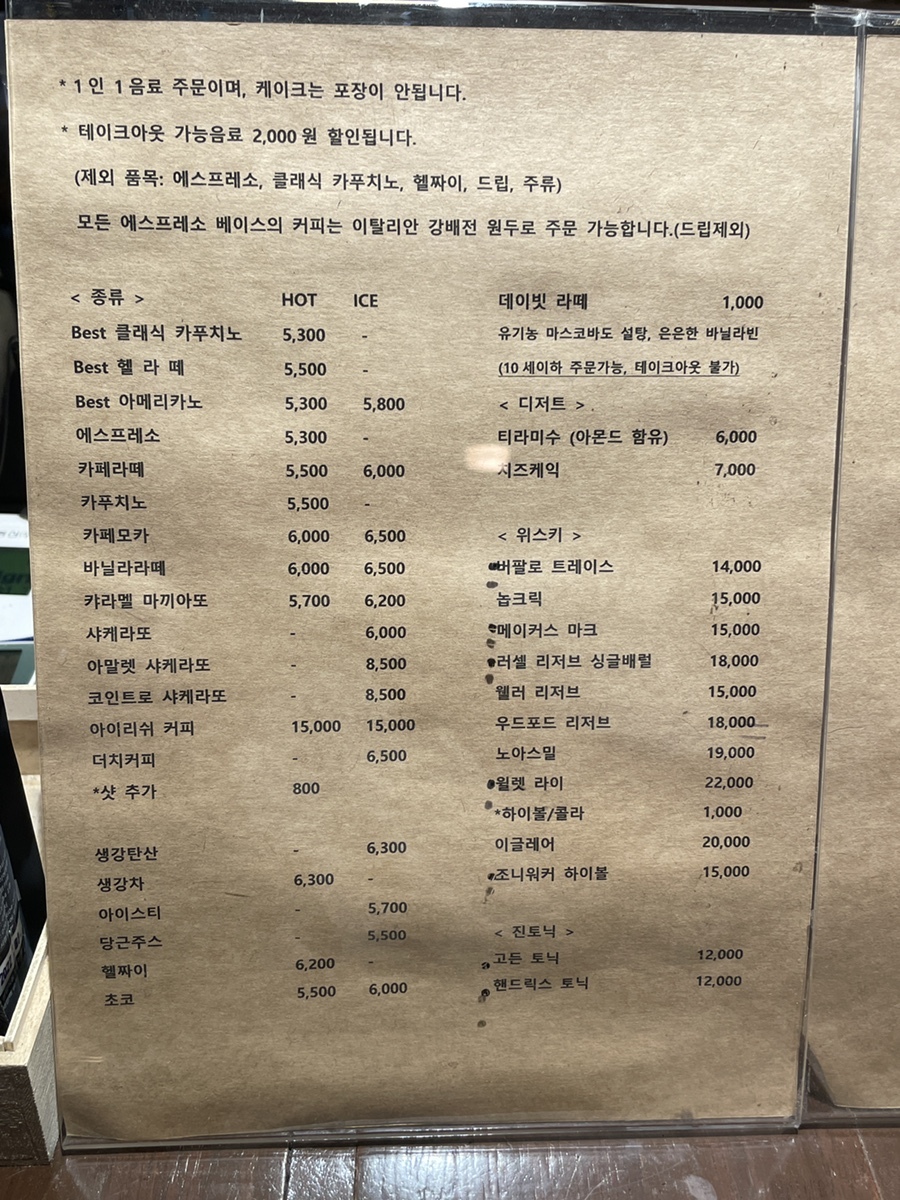 * 1인 1음료 주문이며, 케이크는 포장이 안됩니다.
* 테이크아웃 가능음료 2,000원 할인됩니다.
(제외 품목: 에스프레소, 클래식 카푸치노, 헬짜이, 드립, 주류)
모든 에스프레소 베이스의 커피는 이탈리안 강배전 원두로 주문 가능합니다.(드립제외)
< 종류 > HOT ICE
Best 클래식 카푸치노 5,300 -
Best 헬 라 떼 5,500 -
Best 아메리카노 5,300 5,800
에스프레소 5,300 -
카페라떼 5,500 6,000
카푸치노 5,500 -
카페모카 6,000 6,500
바닐라라떼 6,000 6,500
캬라멜 마끼아또 5,700 6,200
샤케라또 - 6,000
아말렛 샤케라또 - 8,500
코인트로 샤케라또 - 8,500
아이리쉬 커피 15,000 15,000
더치커피 - 6,500
*샷 추가 800
생강탄산 - 6,300
생강차 6,300 -
아이스티 - 5,700
당근주스 - 5,500
헬짜이 6,200 -
초코 5,500 6,000
데이빗 라떼 1,000
유기농 마스코바도 설탕, 은은한 바닐라빈
(10세이하 주문가능, 테이크아웃 불가)
< 디저트 > .
티라미수 (아몬드 함유) 6,000
치즈케익 7,000
< 위스키 >
버팔로 트레이스 14,000
놉크릭 15,000
메이커스 마크 15,000
러셀 리저브 싱글배럴 18,000
웰러 리저브 15,000
우드포드 리저브 18,000
노아스밀 19,000
윌렛 라이 22,000
*하이볼/콜라 1,000
이글레어 20,000
조니워커 하이볼 15,000
< 진토닉 >
고든 토닉 12,000
핸드릭스 토닉 12,000